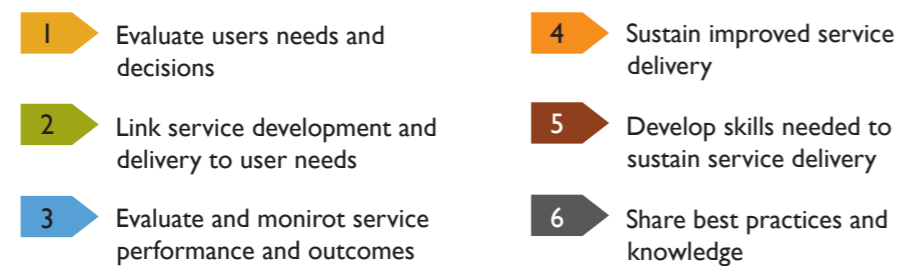 1 Evaluate users needs and
decisions
2 Link service development and
delivery to user needs
3 Evaluate and monirot service
performance and outcomes
4 Sustain improved service
delivery
5 Develop skills needed to
sustain service delivery
6 Share best practices and
knowledge